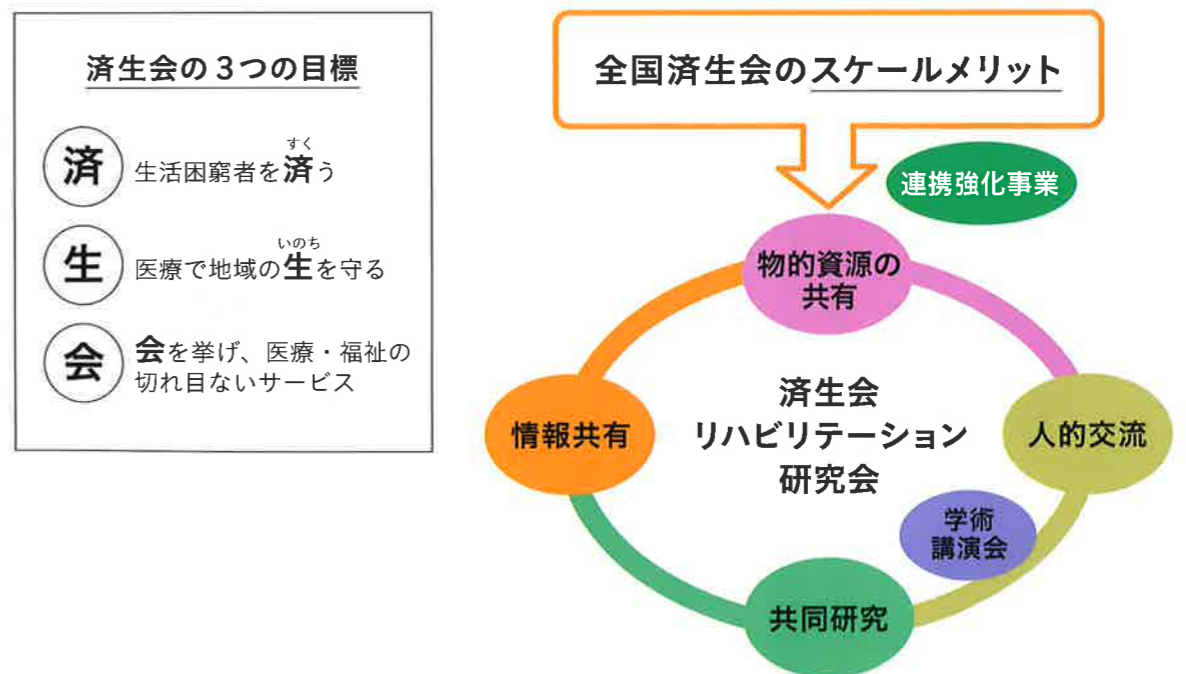 済生会の3つの目標
済
すく
生活困窮者を済う
生
いのち
医療で地域の生を守る
会
会を挙げ、医療・福祉の
切れ目ないサービス
全国済生会のスケールメリット
連携強化事業
物的資源の
共有
情報共有
済生会
リハビリテーション
研究会
人的交流
学術
講演会
共同研究